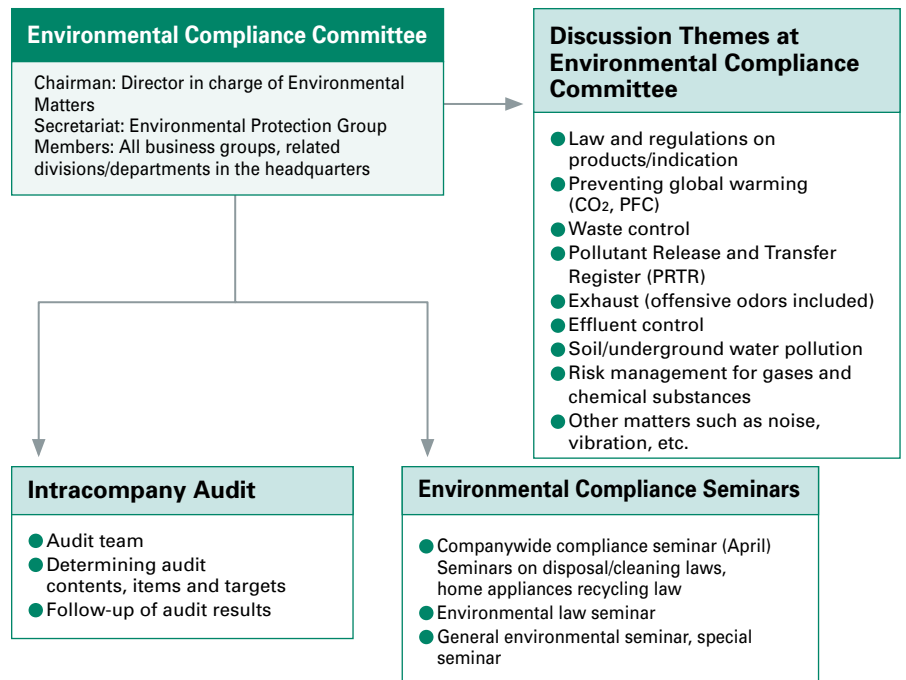 Environmental Compliance Committee
Chairman: Director in charge of Environmental
Matters
Secretariat: Environmental Protection Group
Members: All business groups, related
divisions/departments in the headquarters
Discussion Themes at
Environmental Compliance
Committee
● Law and regulations on
products/indication
● Preventing global warming
(CO₂, PFC)
● Waste control
● Pollutant Release and Transfer
Register (PRTR)
● Exhaust (offensive odors included)
● Effluent control
● Soil/underground water pollution
● Risk management for gases and
chemical substances
● Other matters such as noise,
vibration, etc.
Intracompany Audit
● Audit team
● Determining audit
contents, items and targets
● Follow-up of audit results
Environmental Compliance Seminars
● Companywide compliance seminar (April)
Seminars on disposal/cleaning laws,
home appliances recycling law
● Environmental law seminar
● General environmental seminar, special
seminar